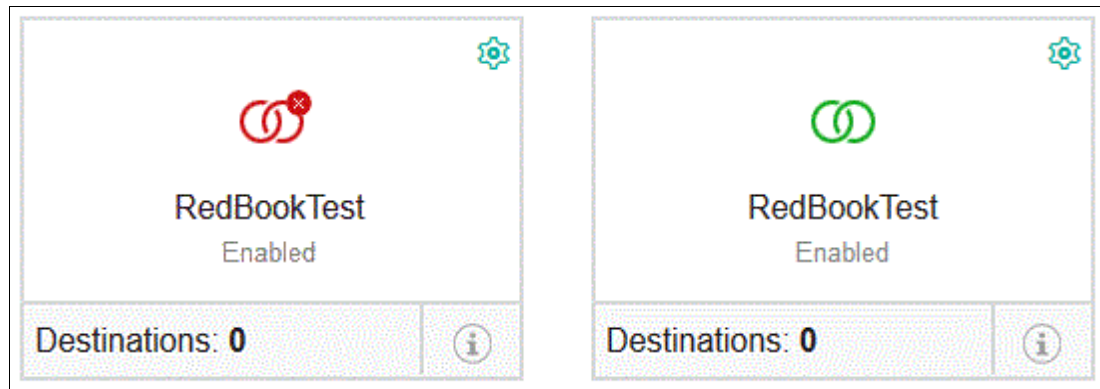 RedBookTest
Enabled
Destinations: 0
RedBookTest
Enabled
Destinations: 0